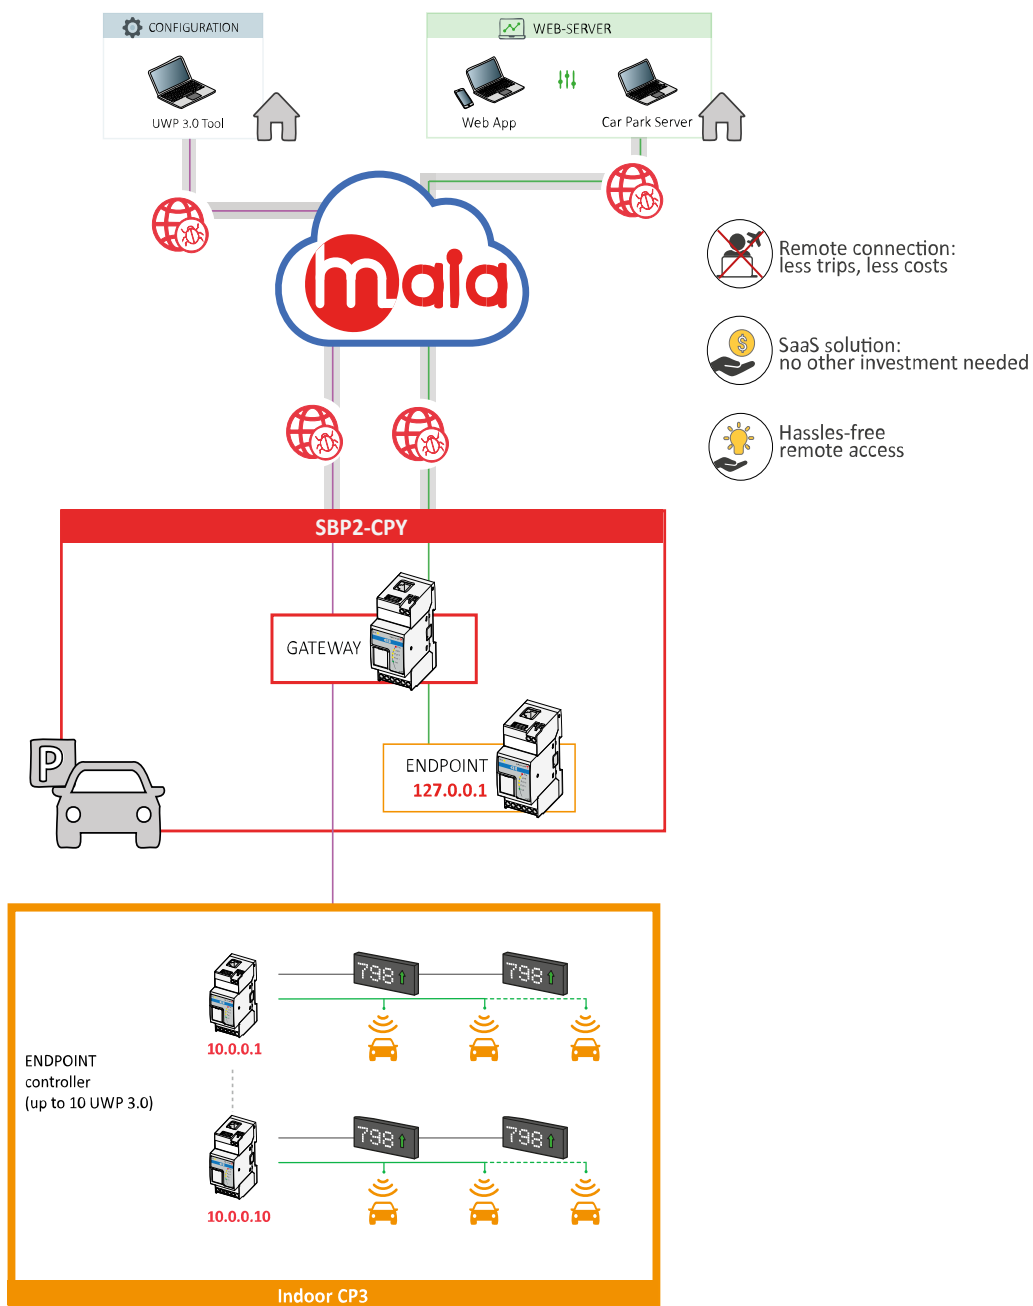 CONFIGURATION
UWP 3.0 Tool
WEB-SERVER
Web App
Car Park Server
maia
Remote connection:
less trips, less costs
$
SaaS solution:
no other investment needed
Hassles-free
remote access
SBP2-CPY
GATEWAY
ENDPOINT
127.0.0.1
P
798
798
10.0.0.1
ENDPOINT
controller
(up to 10 UWP 3.0)
798
798
10.0.0.10
Indoor CP3